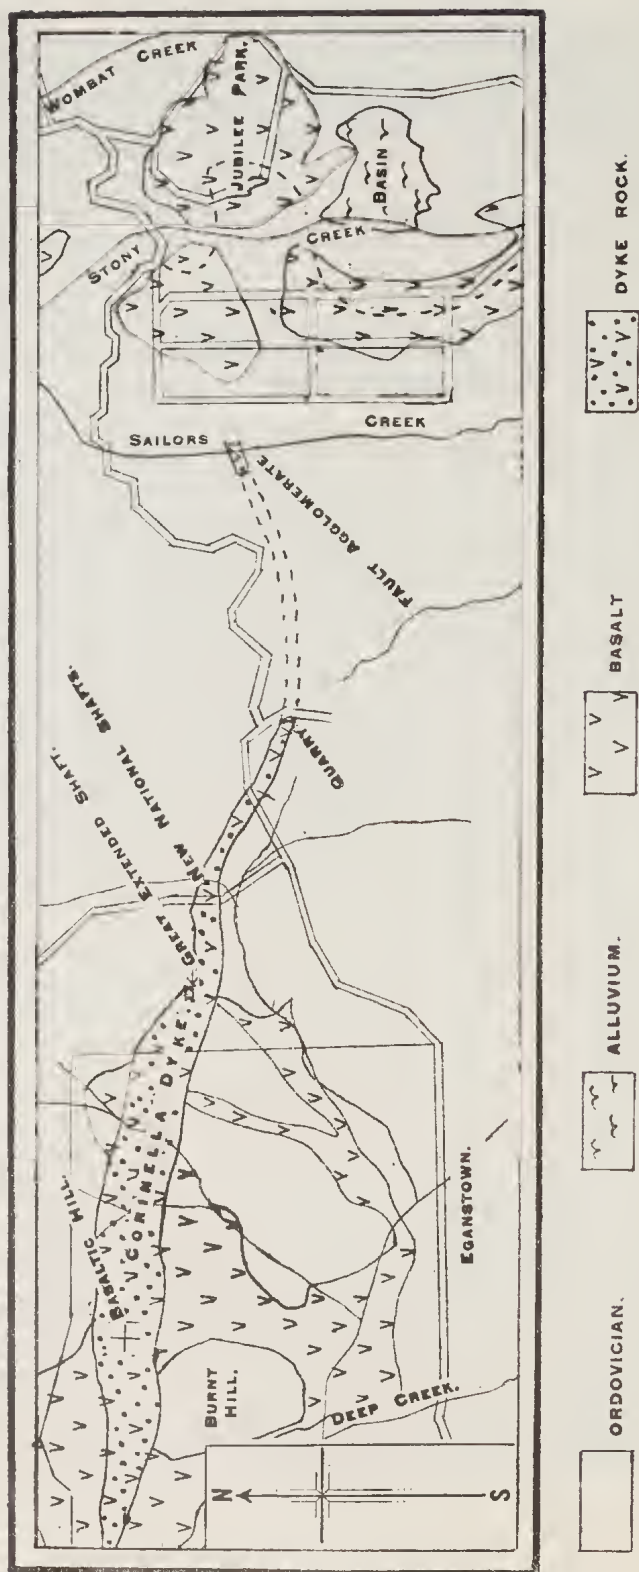 WOMBAT CREEK
JUBILEE PARK.
BASIN
STONY
CREEK
SAILORS
CREEK
FAULT AGGLOMERATE
QUARRY
NEW NATIONAL SHAFTS.
GREAT EXTENDED SHAFT.
CORINELLA DYKE
BASALTIC HILL.
BURNT
HILL.
DEEP CREEK.
EGANSTOWN.
N
S
ORDOVICIAN.
ALLUVIUM.
BASALT
DYKE ROCK.